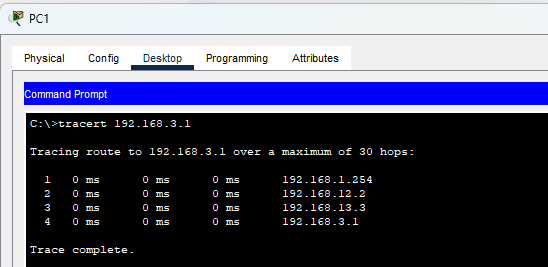 PC1
Physical Config Desktop Programming Attributes
Command Prompt
C:\>tracert 192.168.3.1
Tracing route to 192.168.3.1 over a maximum of 30 hops:
1 0 ms 0 ms 0 ms 192.168.1.254
2 0 ms 0 ms 0 ms 192.168.12.2
3 0 ms 0 ms 0 ms 192.168.13.3
4 0 ms 0 ms 0 ms 192.168.3.1
Trace complete.